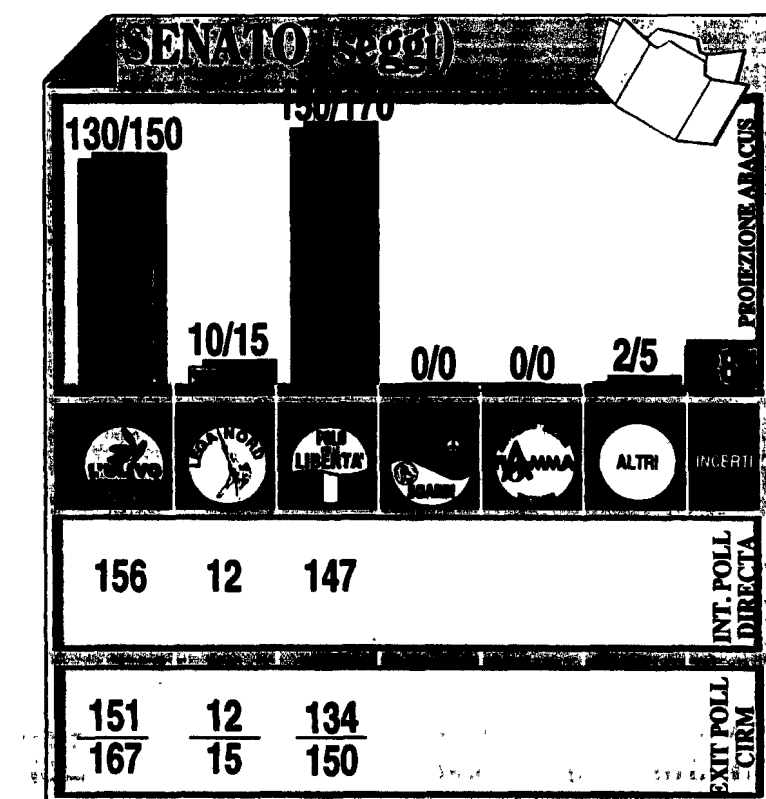 SENATO (seggi)
130/150
10/15
150/170
0/0
0/0
2/5
PROIEZIONE ABACUS
L'ULIVO
LEGA NORD
POLO
LIBERTA'
FIAMMA
ALTRI
INCERTI
156
12
147
INT. POLL
DIRECTA
151
167
12
15
134
150
EXIT POLL
CIRM